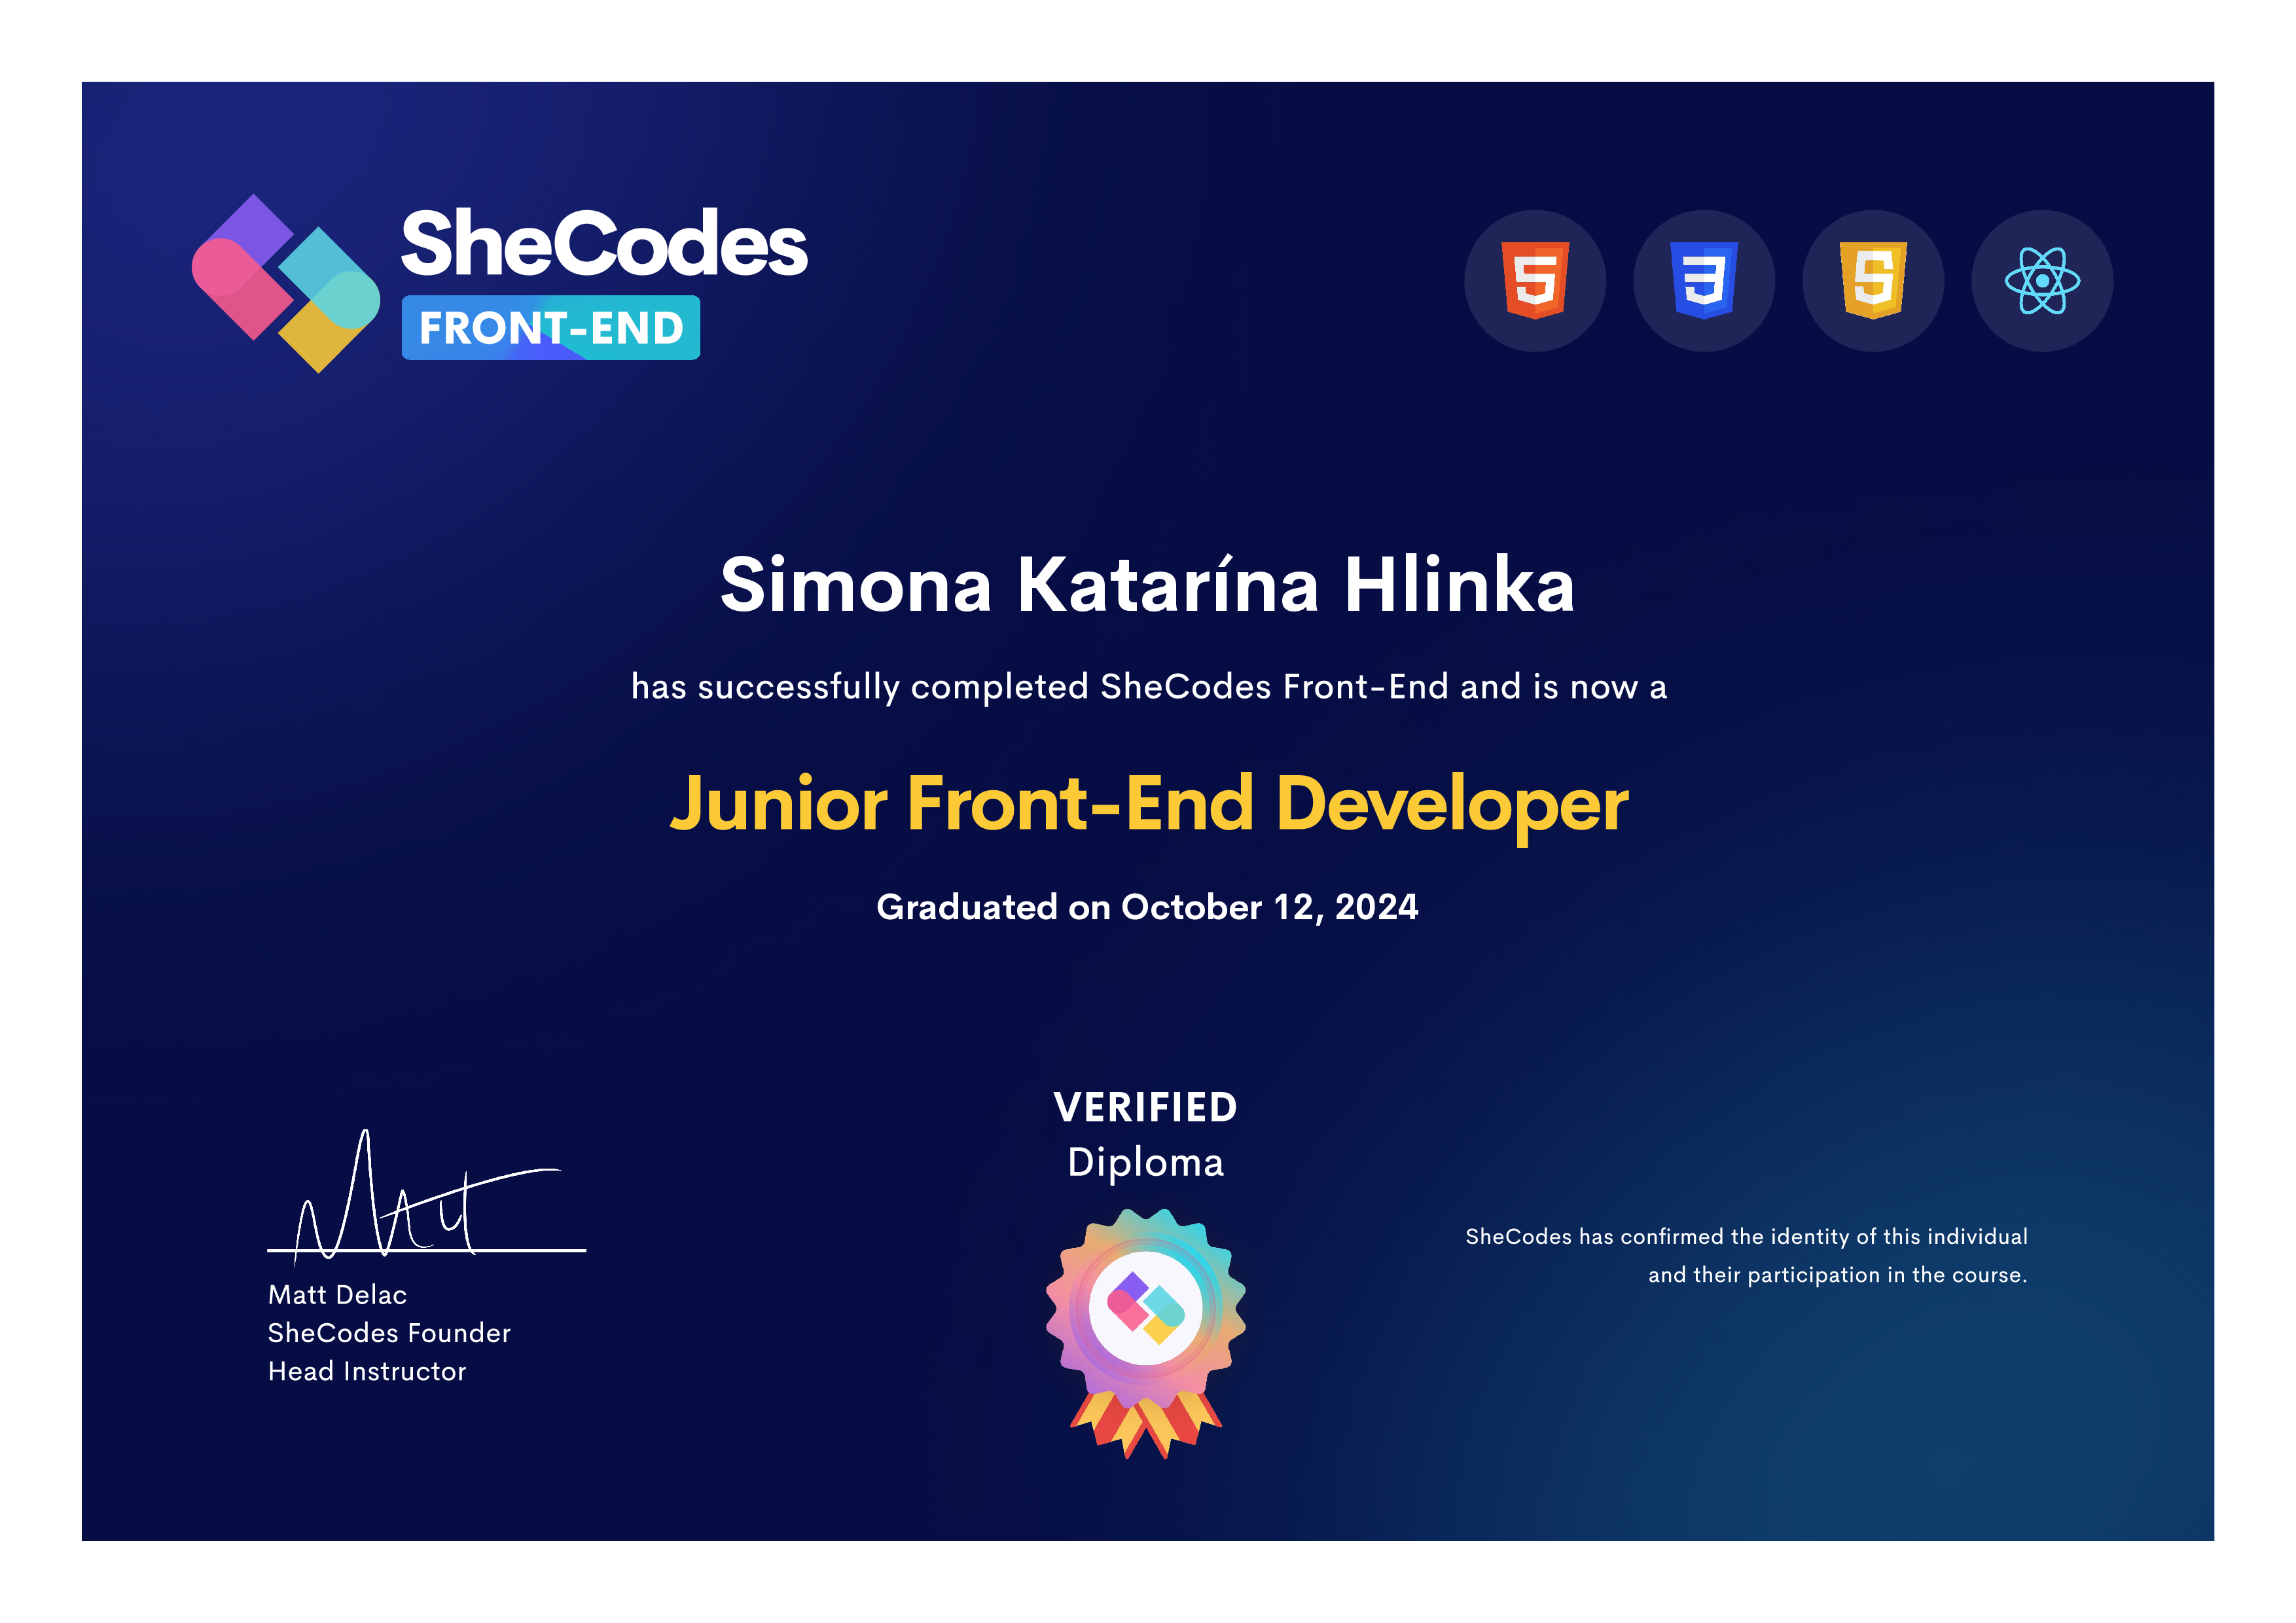 SheCodes
FRONT-END
Simona Katarína Hlinka
has successfully completed SheCodes Front-End and is now a
Junior Front-End Developer
Graduated on October 12, 2024
VERIFIED
Diploma
Matt
Matt Delac
SheCodes Founder
Head Instructor
SheCodes has confirmed the identity of this individual
and their participation in the course.